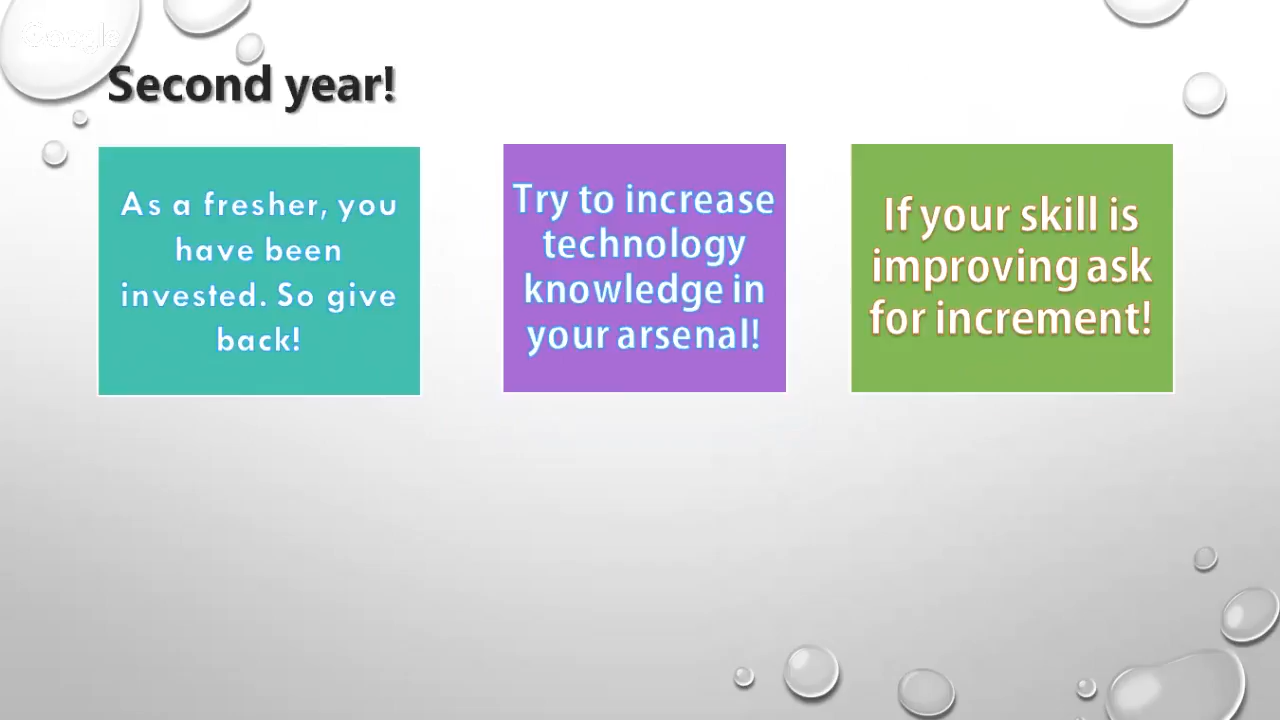 Google
Second year!
As a fresher, you
have been
invested. So give
back!
Try to increase
technology
knowledge in
your arsenal!
If your skill is
improving ask
for increment!